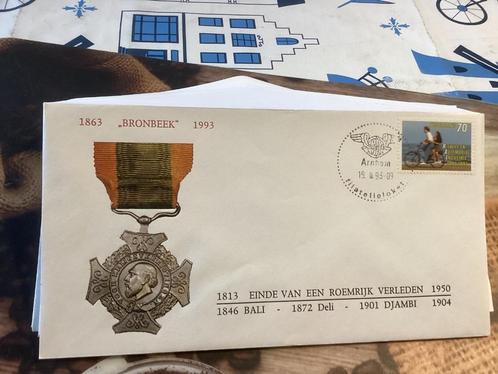 1863 „BRONBEEK" 1993
70
Arnhem
filatelieloket
1813 EINDE VAN EEN ROEMRIJK VERLEDEN 1950
1846 BALI - 1872 Deli - 1901 DJAMBI 1904